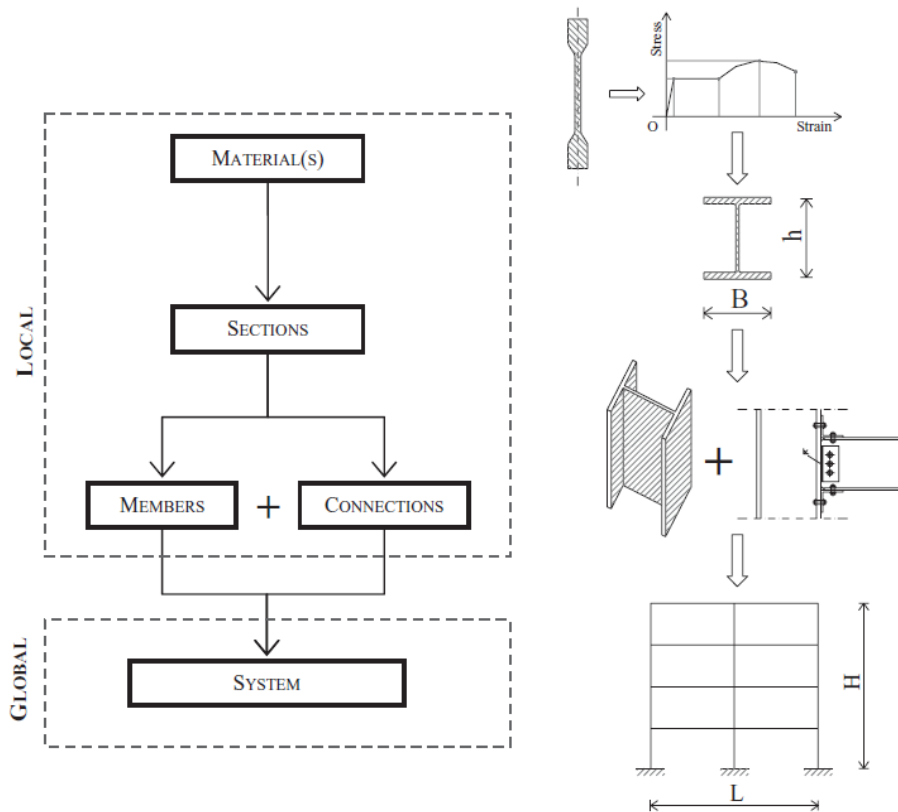 LOCAL
MATERIAL(S)
SECTIONS
MEMBERS + CONNECTIONS
GLOBAL
SYSTEM
Stress
O
Strain
h
B
+
H
L